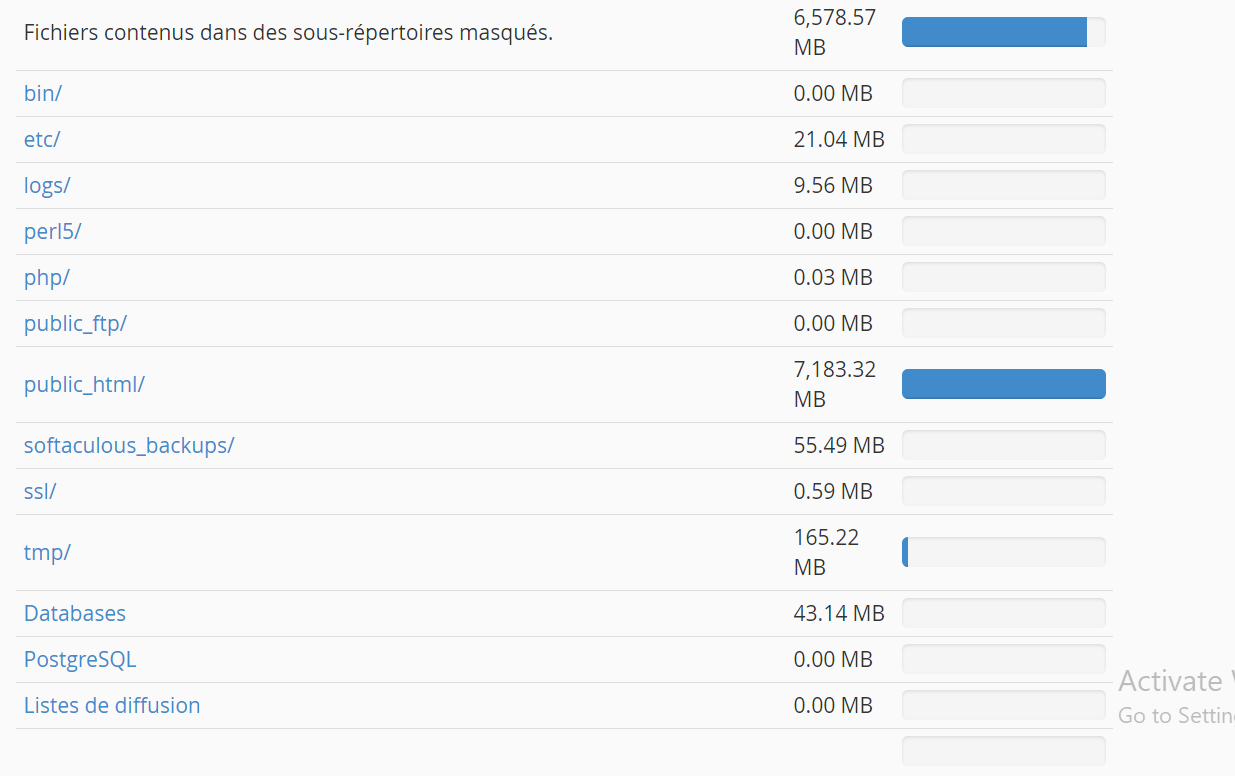 Fichiers contenus dans des sous-répertoires masqués. 6,578.57
MB
bin/ 0.00 MB
etc/ 21.04 MB
logs/ 9.56 MB
perl5/ 0.00 MB
php/ 0.03 MB
public_ftp/ 0.00 MB
public_html/ 7,183.32
MB
softaculous_backups/ 55.49 MB
ssl/ 0.59 MB
tmp/ 165.22
MB
Databases 43.14 MB
PostgreSQL 0.00 MB
Listes de diffusion 0.00 MB
Activate
Go to